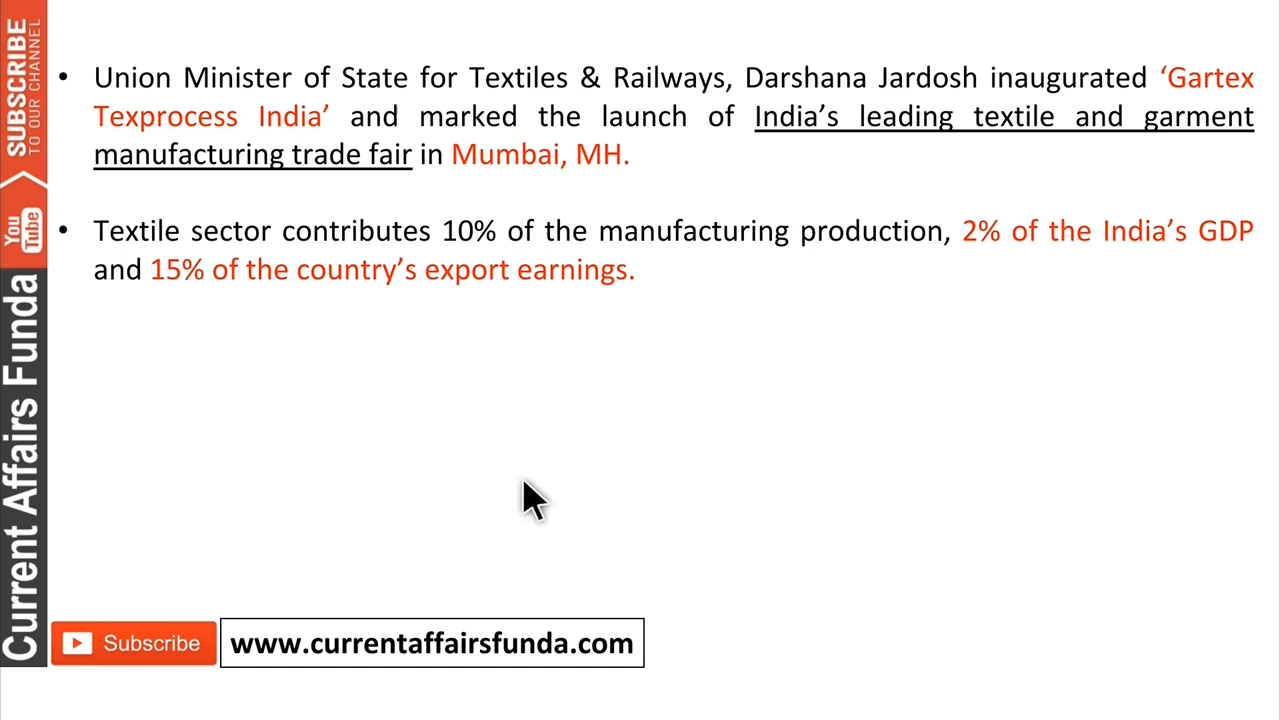 • Union Minister of State for Textiles & Railways, Darshana Jardosh inaugurated ‘Gartex
Texprocess India’ and marked the launch of India’s leading textile and garment
manufacturing trade fair in Mumbai, MH.
• Textile sector contributes 10% of the manufacturing production, 2% of the India’s GDP
and 15% of the country’s export earnings.
SUBSCRIBE
TO OUR CHANNEL
You
Tube
Current Affairs Funda
Subscribe
www.currentaffairsfunda.com